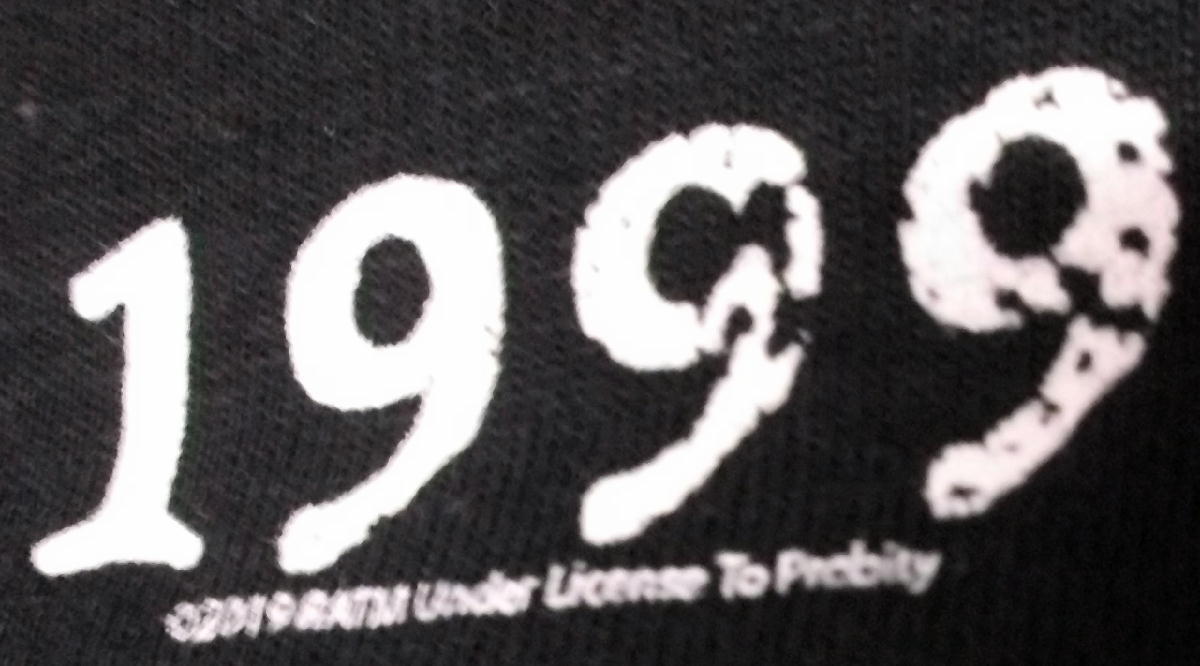 1999
©2019 RATM Under License To Probity